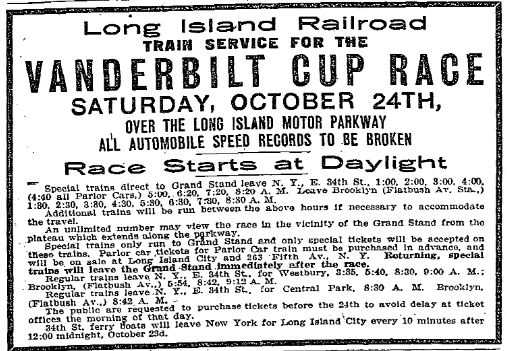 Long Island Railroad
TRAIN SERVICE FOR THE
VANDERBILT CUP RACE
SATURDAY, OCTOBER 24TH,
OVER THE LONG ISLAND MOTOR PARKWAY
ALL AUTOMOBILE SPEED RECORDS TO BE BROKEN
Race Starts at Daylight
Special trains direct to Grand Stand leave N. Y., E. 34th St., 1:00, 2:00, 3:00, 4:00,
(4:40 all Parlor Cars,) 5:00, 6:20, 7:20, 8:20 A. M. Leave Brooklyn (Flatbush Av. Sta.,)
1:30, 2:30, 3:30, 4:30, 5:30, 6:30, 7:30, 8:30 A. M.
Additional trains will be run between the above hours if necessary to accommodate
the travel.
An unlimited number may view the race in the vicinity of the Grand Stand from the
plateau which extends along the parkway.
Special trains only run to Grand Stand and only special tickets will be accepted on
these trains. Parlor car tickets for Parlor Car train must be purchased in advance, and
will be on sale at Long Island City and 263 Fifth Av., N. Y. Returning, special
trains will leave the Grand Stand immediately after the race.
Regular trains leave N. Y., E. 34th St., for Westbury, 3:35, 5:40, 8:30, 9:00 A. M.;
Brooklyn, (Flatbush Av.,) 5:54, 8:42, 9:12 A. M.
Regular trains leave N. Y., E. 34th St., for Central Park, 8:30 A. M. Brooklyn,
(Flatbush Av.,) 8:42 A. M.
The public are requested to purchase tickets before the 24th to avoid delay at ticket
offices the morning of that day.
34th St. ferry boats will leave New York for Long Island City every 10 minutes after
12:00 midnight, October 23d.